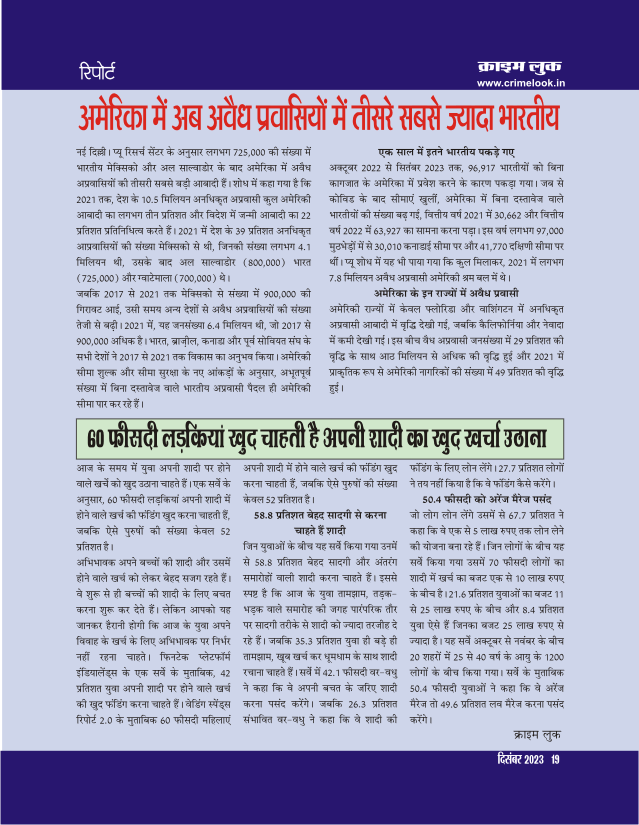 रिपोर्ट
क्राइम लुक
www.crimelook.in
अमेरिका में अब अवैध प्रवासियों में तीसरे सबसे ज्यादा भारतीय
नई दिल्ली। प्यू रिसर्च सेंटर के अनुसार लगभग 725,000 की संख्या में
भारतीय मेक्सिको और अल साल्वाडोर के बाद अमेरिका में अवैध
अप्रवासियों की तीसरी सबसे बड़ी आबादी हैं। शोध में कहा गया है कि
2021 तक, देश के 10.5 मिलियन अनधिकृत अप्रवासी कुल अमेरिकी
आबादी का लगभग तीन प्रतिशत और विदेश में जन्मी आबादी का 22
प्रतिशत प्रतिनिधित्व करते हैं। 2021 में देश के 39 प्रतिशत अनधिकृत
आप्रवासियों की संख्या मेक्सिको से थी, जिनकी संख्या लगभग 4.1
मिलियन थी, उसके बाद अल साल्वाडोर (800,000) भारत
(725,000) और ग्वाटेमाला (700,000) थे।
जबकि 2017 से 2021 तक मेक्सिको से संख्या में 900,000 की
गिरावट आई, उसी समय अन्य देशों से अवैध अप्रवासियों की संख्या
तेजी से बढ़ी। 2021 में, यह जनसंख्या 6.4 मिलियन थी, जो 2017 से
900,000 अधिक है। भारत, ब्राज़ील, कनाडा और पूर्व सोवियत संघ के
सभी देशों ने 2017 से 2021 तक विकास का अनुभव किया। अमेरिकी
सीमा शुल्क और सीमा सुरक्षा के नए आंकड़ों के अनुसार, अभूतपूर्व
संख्या में बिना दस्तावेज वाले भारतीय अप्रवासी पैदल ही अमेरिकी
सीमा पार कर रहे हैं।
एक साल में इतने भारतीय पकड़े गए
अक्टूबर 2022 से सितंबर 2023 तक, 96,917 भारतीयों को बिना
कागजात के अमेरिका में प्रवेश करने के कारण पकड़ा गया। जब से
कोविड के बाद सीमाएं खुलीं, अमेरिका में बिना दस्तावेज वाले
भारतीयों की संख्या बढ़ गई, वित्तीय वर्ष 2021 में 30,662 और वित्तीय
वर्ष 2022 में 63,927 का सामना करना पड़ा। इस वर्ष लगभग 97,000
मुठभेड़ों में से 30,010 कनाडाई सीमा पर और 41,770 दक्षिणी सीमा पर
थीं। प्यू शोध में यह भी पाया गया कि कुल मिलाकर, 2021 में लगभग
7.8 मिलियन अवैध अप्रवासी अमेरिकी श्रम बल में थे।
अमेरिका के इन राज्यों में अवैध प्रवासी
अमेरिकी राज्यों में केवल फ्लोरिडा और वाशिंगटन में अनधिकृत
अप्रवासी आबादी में वृद्धि देखी गई, जबकि कैलिफोर्निया और नेवादा
में कमी देखी गई। इस बीच वैध अप्रवासी जनसंख्या में 29 प्रतिशत की
वृद्धि के साथ आठ मिलियन से अधिक की वृद्धि हुई और 2021 में
प्राकृतिक रूप से अमेरिकी नागरिकों की संख्या में 49 प्रतिशत की वृद्धि
हुई।
60 फीसदी लड़कियां खुद चाहती है अपनी शादी का खुद खर्चा उठाना
आज के समय में युवा अपनी शादी पर होने
वाले खर्चे को खुद उठाना चाहते हैं। एक सर्वे के
अनुसार, 60 फीसदी लड़कियां अपनी शादी में
होने वाले खर्च की फंडिंग खुद करना चाहती हैं,
जबकि ऐसे पुरुषों की संख्या केवल 52
प्रतिशत है।
अभिभावक अपने बच्चों की शादी और उसमें
होने वाले खर्च को लेकर बेहद सजग रहते हैं।
वे शुरू से ही बच्चों की शादी के लिए बचत
करना शुरू कर देते हैं। लेकिन आपको यह
जानकर हैरानी होगी कि आज के युवा अपने
विवाह के खर्च के लिए अभिभावक पर निर्भर
नहीं रहना चाहते। फिनटेक प्लेटफॉर्म
इंडियालेंड्स के एक सर्वे के मुताबिक, 42
प्रतिशत युवा अपनी शादी पर होने वाले खर्च
की खुद फंडिंग करना चाहते हैं। वेडिंग स्पेंड्स
रिपोर्ट 2.0 के मुताबिक 60 फीसदी महिलाएं
अपनी शादी में होने वाले खर्च की फंडिंग खुद
करना चाहती हैं, जबकि ऐसे पुरुषों की संख्या
केवल 52 प्रतिशत है।
58.8 प्रतिशत बेहद सादगी से करना
चाहते हैं शादी
जिन युवाओं के बीच यह सर्वे किया गया उनमें
से 58.8 प्रतिशत बेहद सादगी और अंतरंग
समारोहों वाली शादी करना चाहते हैं। इससे
स्पष्ट है कि आज के युवा तामझाम, तड़क-
भड़क वाले समारोह की जगह पारंपरिक तौर
पर सादगी तरीके से शादी को ज्यादा तरजीह दे
रहे हैं। जबकि 35.3 प्रतिशत युवा ही बड़े ही
तामझाम, खूब खर्च कर धूमधाम के साथ शादी
रचाना चाहते हैं। सर्वे में 42.1 फीसदी वर-वधु
ने कहा कि वे अपनी बचत के जरिए शादी
करना पसंद करेंगे। जबकि 26.3 प्रतिशत
संभावित वर-वधु ने कहा कि वे शादी की
फंडिंग के लिए लोन लेंगे। 27.7 प्रतिशत लोगों
ने तय नहीं किया है कि वे फंडिंग कैसे करेंगे।
50.4 फीसदी को अरेंज मैरेज पसंद
जो लोग लोन लेंगे उसमें से 67.7 प्रतिशत ने
कहा कि वे एक से 5 लाख रुपए तक लोन लेने
की योजना बना रहे हैं। जिन लोगों के बीच यह
सर्वे किया गया उसमें 70 फीसदी लोगों का
शादी में खर्च का बजट एक से 10 लाख रुपए
के बीच है। 21.6 प्रतिशत युवाओं का बजट 11
से 25 लाख रुपए के बीच और 8.4 प्रतिशत
युवा ऐसे हैं जिनका बजट 25 लाख रुपए से
ज्यादा है। यह सर्वे अक्टूबर से नवंबर के बीच
20 शहरों में 25 से 40 वर्ष के आयु के 1200
लोगों के बीच किया गया। सर्वे के मुताबिक
50.4 फीसदी युवाओं ने कहा कि वे अरेंज
मैरेज तो 49.6 प्रतिशत लव मैरेज करना पसंद
करेंगे।
क्राइम लुक
दिसंबर 2023 19